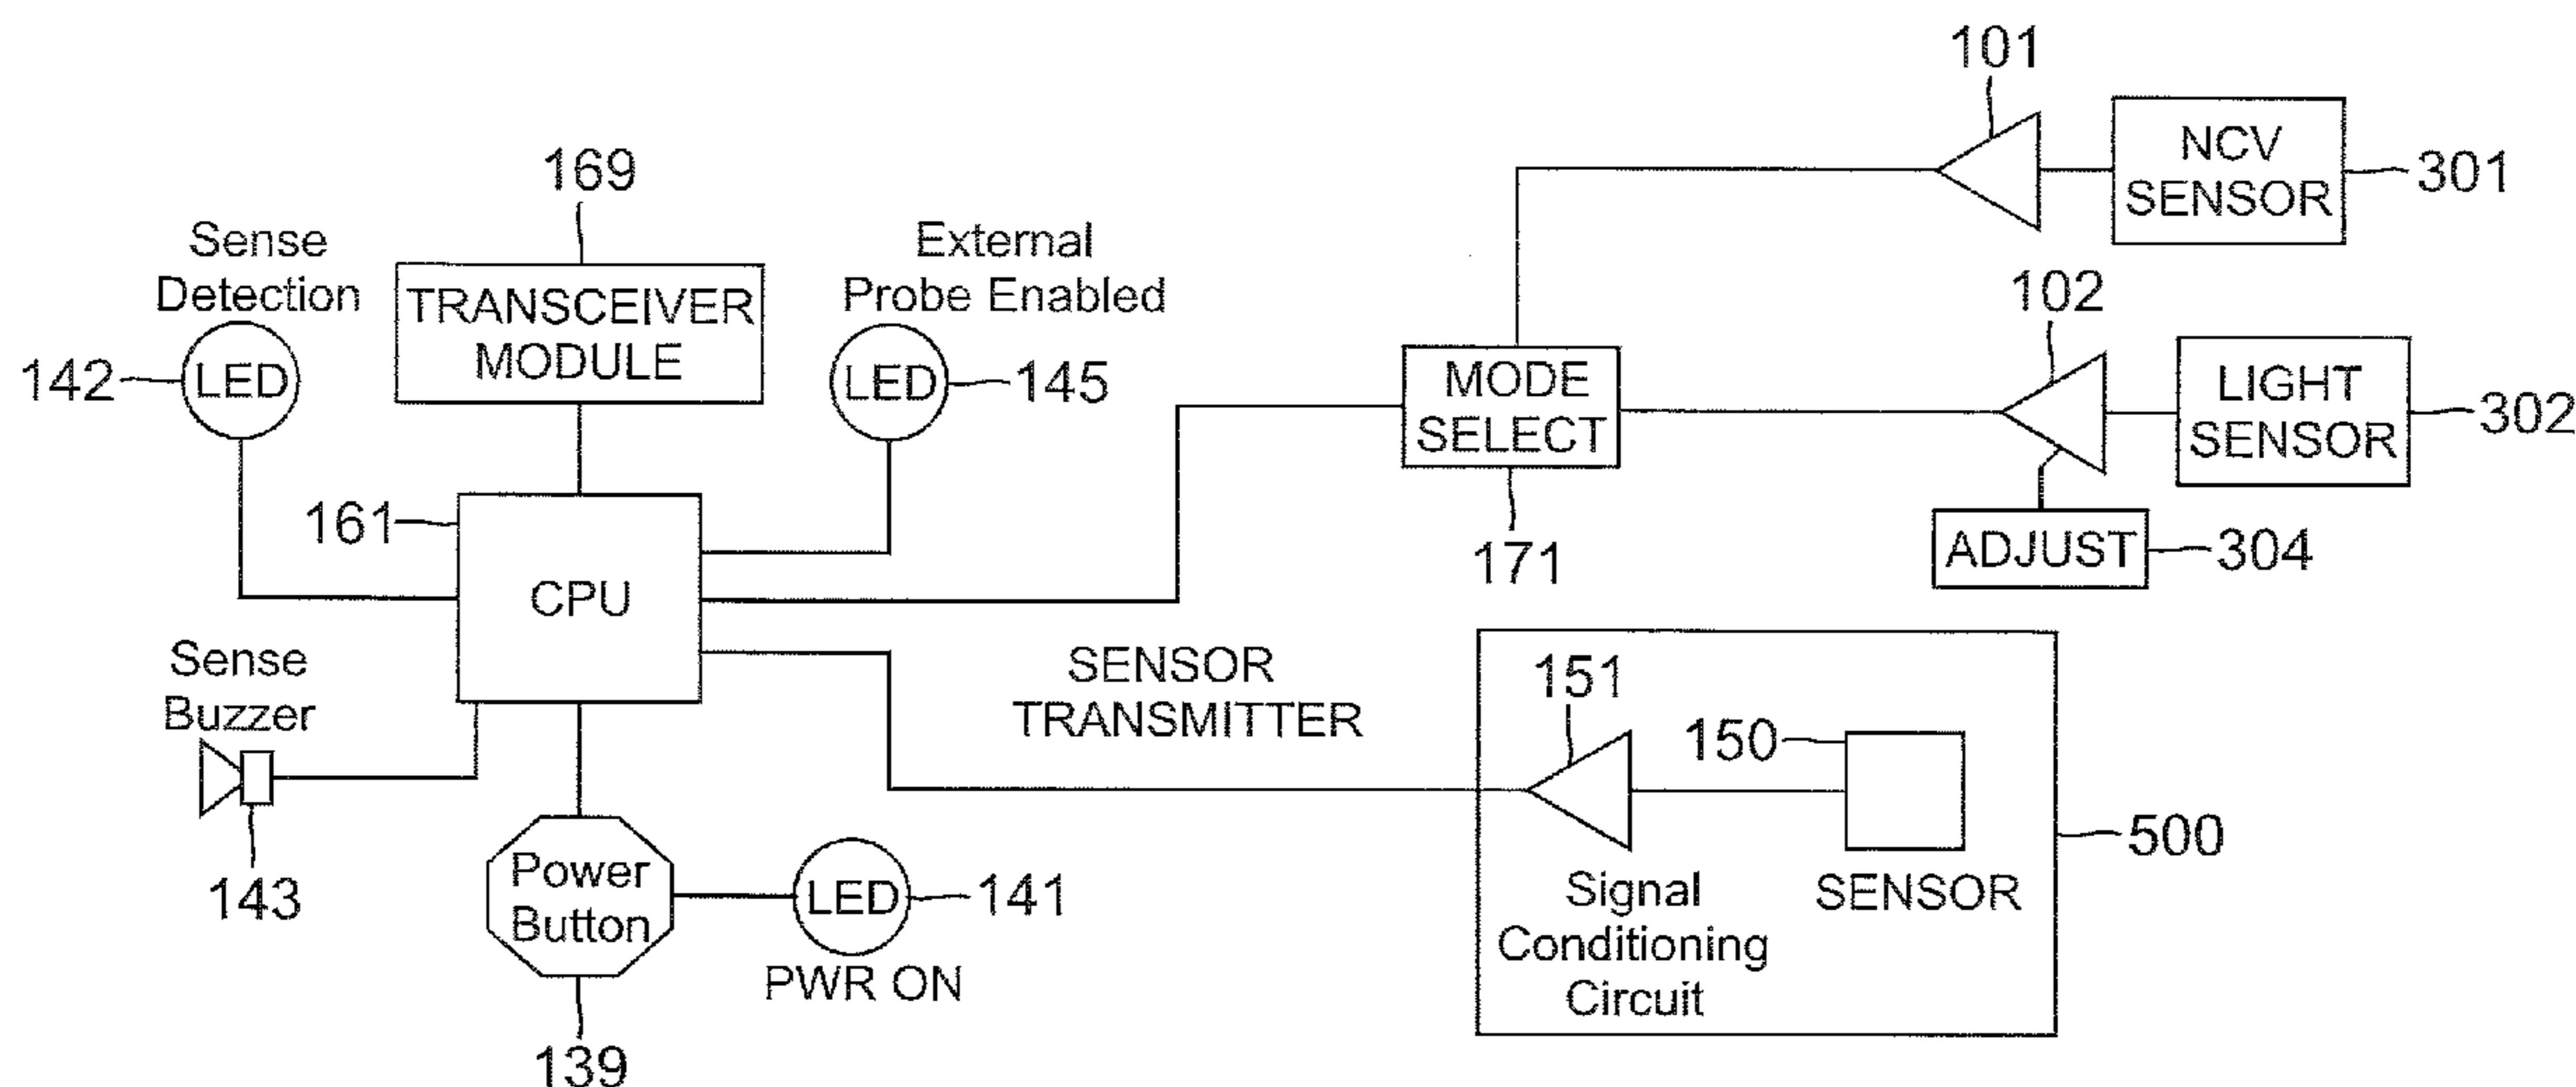 101
NCV
SENSOR
301
169
Sense
Detection
TRANSCEIVER
MODULE
External
Probe Enabled
142
LED
LED
145
102
MODE
SELECT
171
LIGHT
SENSOR
302
ADJUST
304
161
CPU
Sense
Buzzer
143
SENSOR
TRANSMITTER
151
150
Signal
Conditioning
Circuit
SENSOR
500
Power
Button
LED
141
PWR ON
139